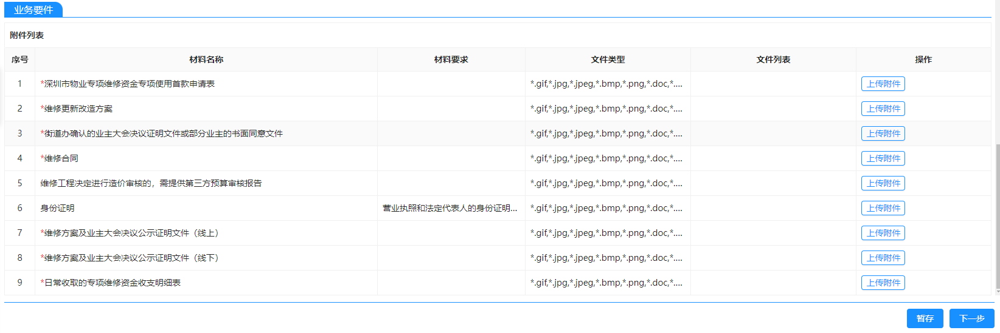 业务要件
附件列表
序号 材料名称 材料要求 文件类型 文件列表 操作
1 *深圳市物业专项维修资金专项使用首款申请表 *.gif,*.jpg,*.jpeg,*.bmp,*.png,*.doc,*.... 上传附件
2 *维修更新改造方案 *.gif,*.jpg,*.jpeg,*.bmp,*.png,*.doc,*.... 上传附件
3 *街道办确认的业主大会决议证明文件或部分业主的书面同意文件 *.gif,*.jpg,*.jpeg,*.bmp,*.png,*.doc,*.... 上传附件
4 *维修合同 *.gif,*.jpg,*.jpeg,*.bmp,*.png,*.doc,*.... 上传附件
5 维修工程决定进行造价审核的，需提供第三方预算审核报告 *.gif,*.jpg,*.jpeg,*.bmp,*.png,*.doc,*.... 上传附件
6 身份证明 营业执照和法定代表人的身份证明... *.gif,*.jpg,*.jpeg,*.bmp,*.png,*.doc,*.... 上传附件
7 *维修方案及业主大会决议公示证明文件（线上） *.gif,*.jpg,*.jpeg,*.bmp,*.png,*.doc,*.... 上传附件
8 *维修方案及业主大会决议公示证明文件（线下） *.gif,*.jpg,*.jpeg,*.bmp,*.png,*.doc,*.... 上传附件
9 *日常收取的专项维修资金收支明细表 *.gif,*.jpg,*.jpeg,*.bmp,*.png,*.doc,*.... 上传附件
暂存 下一步